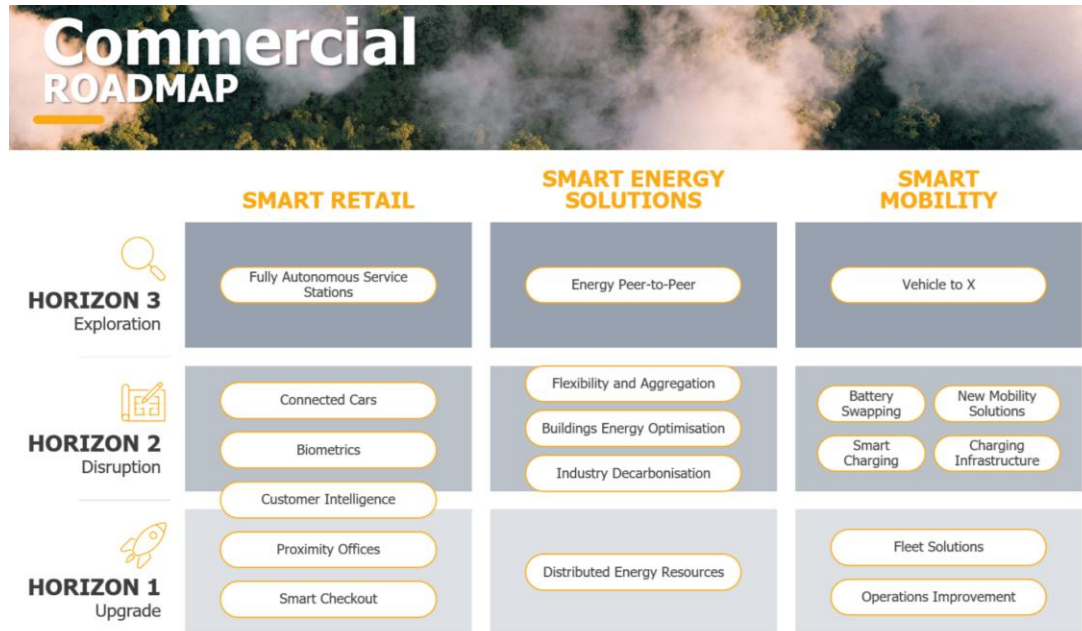 Commercial
ROADMAP
SMART RETAIL
SMART ENERGY
SOLUTIONS
SMART
MOBILITY
HORIZON 3
Exploration
Fully Autonomous Service
Stations
Energy Peer-to-Peer
Vehicle to X
HORIZON 2
Disruption
Connected Cars
Biometrics
Customer Intelligence
Flexibility and Aggregation
Buildings Energy Optimisation
Industry Decarbonisation
Battery
Swapping
New Mobility
Solutions
Smart
Charging
Charging
Infrastructure
HORIZON 1
Upgrade
Proximity Offices
Smart Checkout
Distributed Energy Resources
Fleet Solutions
Operations Improvement